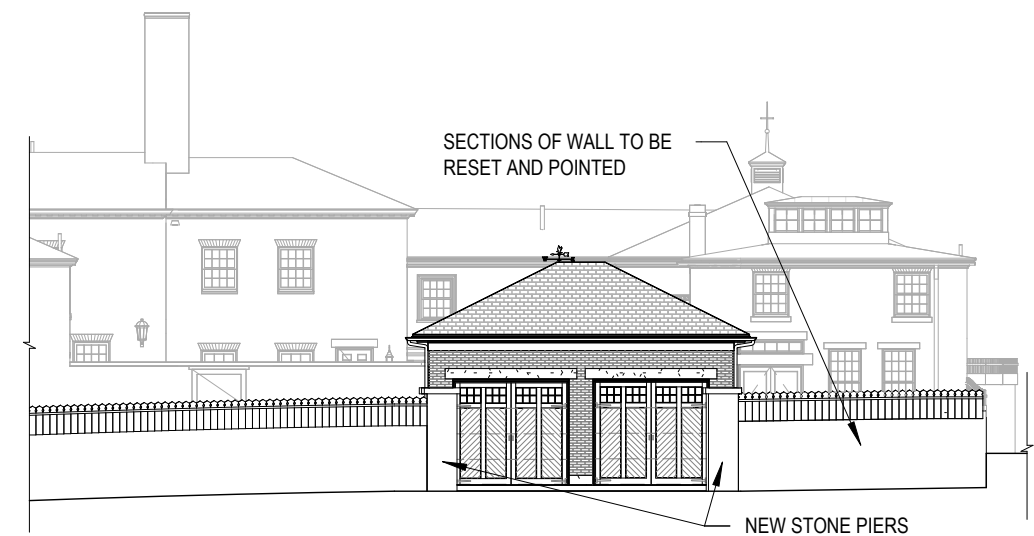 SECTIONS OF WALL TO BE
RESET AND POINTED
NEW STONE PIERS